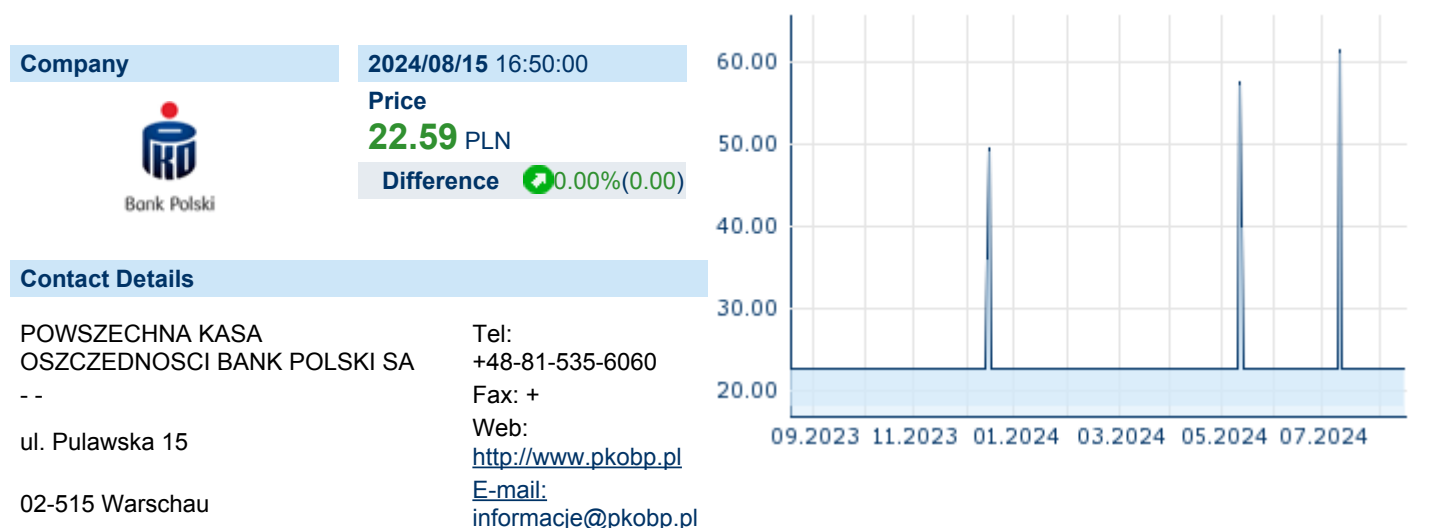 Company
2024/08/15 16:50:00
Price
22.59 PLN
Difference 0.00%(0.00)
PKO
Bank Polski
Contact Details
POWSZECHNA KASA
OSZCZEDNOSCI BANK POLSKI SA
- -
ul. Pulawska 15
02-515 Warschau
Tel:
+48-81-535-6060
Fax: +
Web:
http://www.pkobp.pl
E-mail:
informacje@pkobp.pl
60.00
50.00
40.00
30.00
20.00
09.2023 11.2023 01.2024 03.2024 05.2024 07.2024